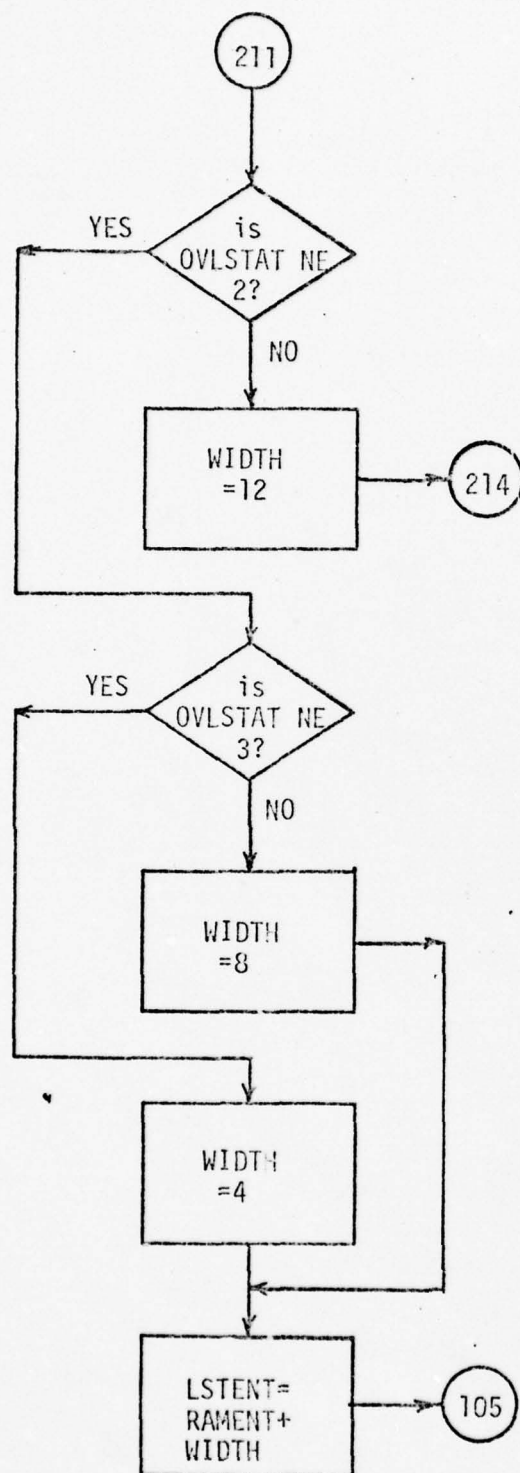 211
YES
is
OVLSTAT NE
2?
NO
WIDTH
=12
214
YES
is
OVLSTAT NE
3?
NO
WIDTH
=8
WIDTH
=4
LSTENT=
RAMENT+
WIDTH
105